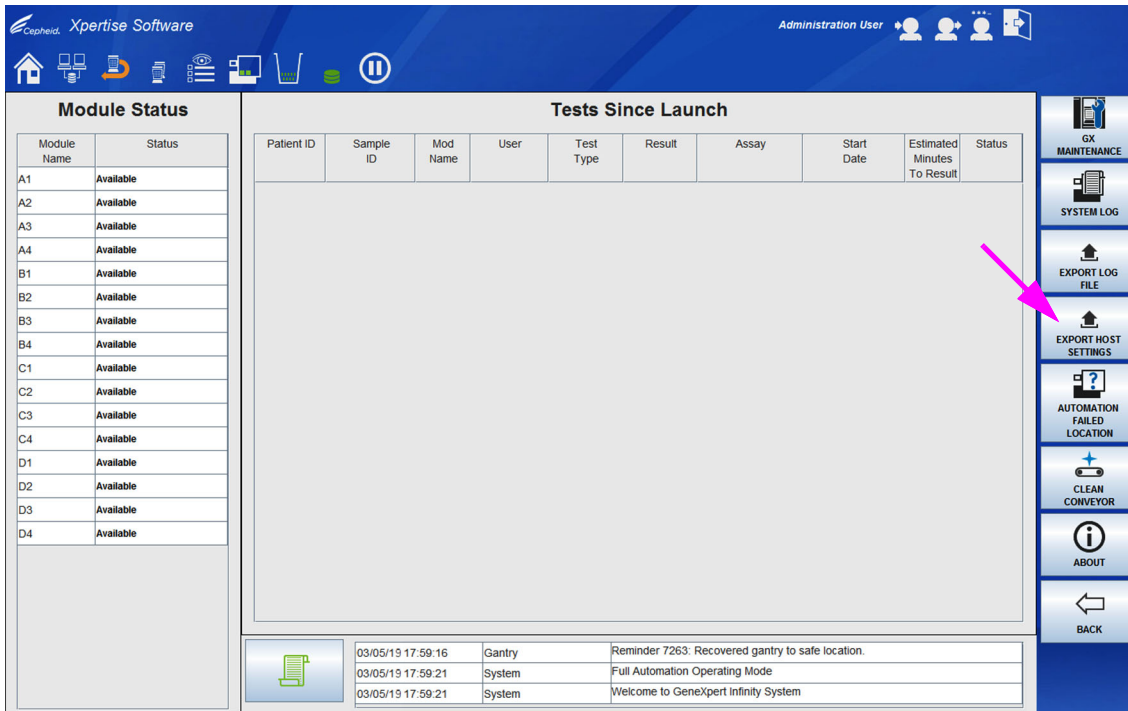 Cepheid. Xpertise Software
Administration User
Module Status
Module Name
Status
A1 Available
A2 Available
A3 Available
A4 Available
B1 Available
B2 Available
B3 Available
B4 Available
C1 Available
C2 Available
C3 Available
C4 Available
D1 Available
D2 Available
D3 Available
D4 Available
Tests Since Launch
Patient ID
Sample ID
Mod Name
User
Test Type
Result
Assay
Start Date
Estimated Minutes To Result
Status
03/05/19 17:59:16 Gantry Reminder 7263: Recovered gantry to safe location.
03/05/19 17:59:21 System Full Automation Operating Mode
03/05/19 17:59:21 System Welcome to GeneXpert Infinity System
GX
MAINTENANCE
SYSTEM LOG
EXPORT LOG
FILE
EXPORT HOST
SETTINGS
AUTOMATION
FAILED
LOCATION
CLEAN
CONVEYOR
ABOUT
BACK